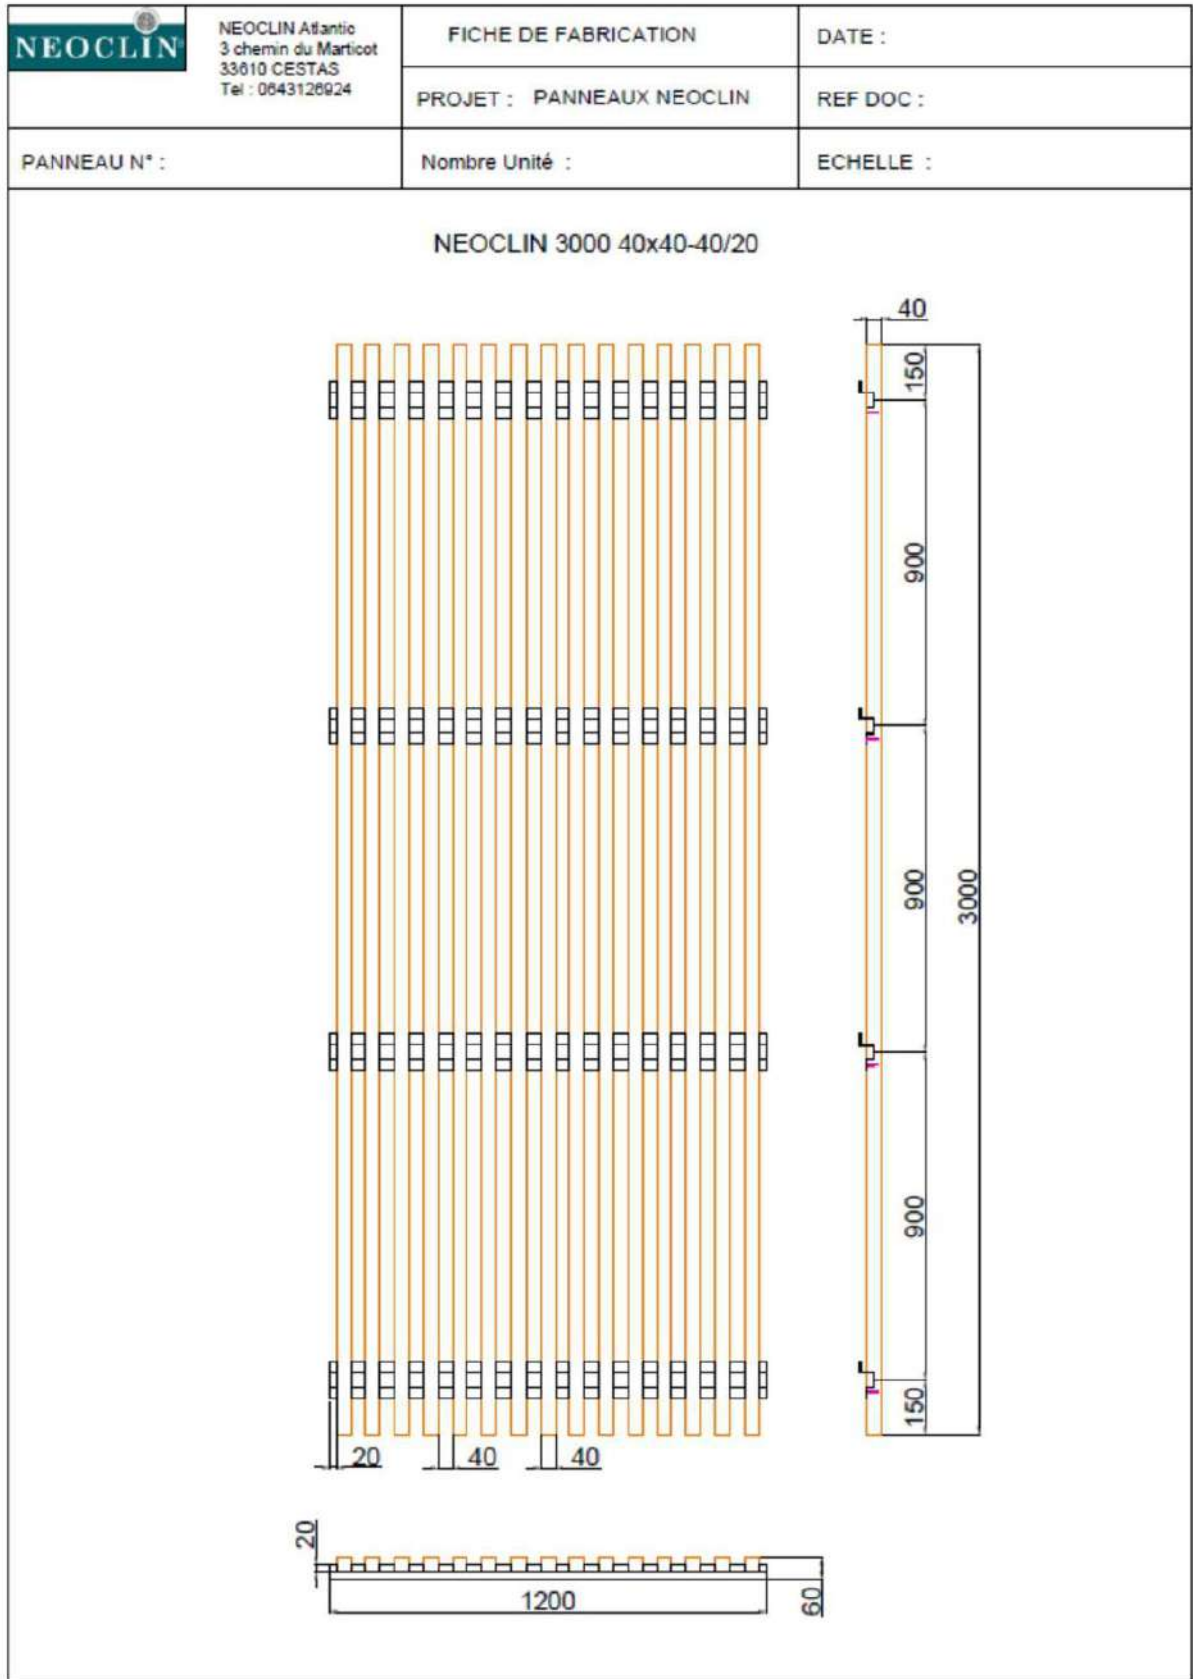 NEOCLIN
NEOCLIN Atlantic
3 chemin du Marticot
33610 CESTAS
Tel : 0643126924
FICHE DE FABRICATION
DATE :
PROJET : PANNEAUX NEOCLIN
REF DOC :
PANNEAU N° :
Nombre Unité :
ECHELLE :
NEOCLIN 3000 40x40-40/20
40
150
900
900
3000
900
150
20
40
40
20
1200
60